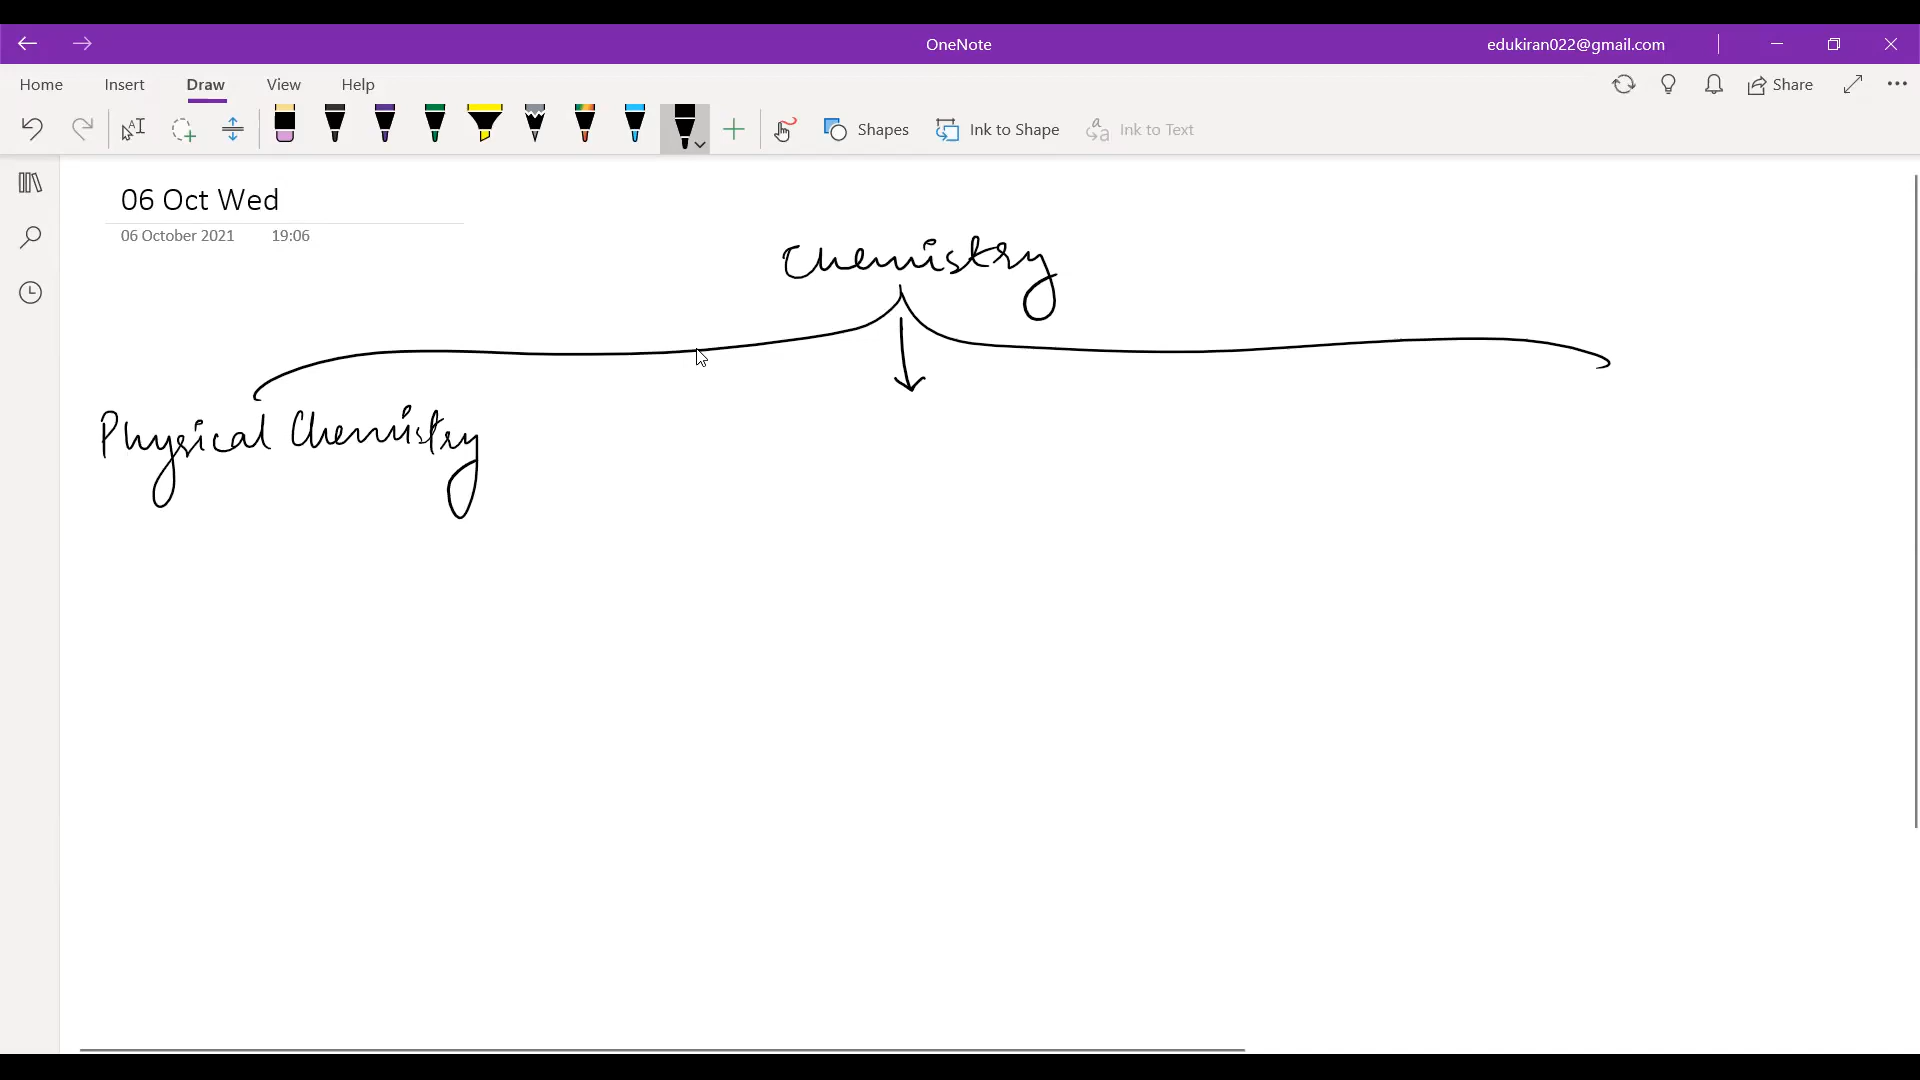 OneNote
edukiran022@gmail.com
Home Insert Draw View Help
Share
Shapes Ink to Shape Ink to Text
06 Oct Wed
06 October 2021 19:06
Chemistry
Physical Chemistry